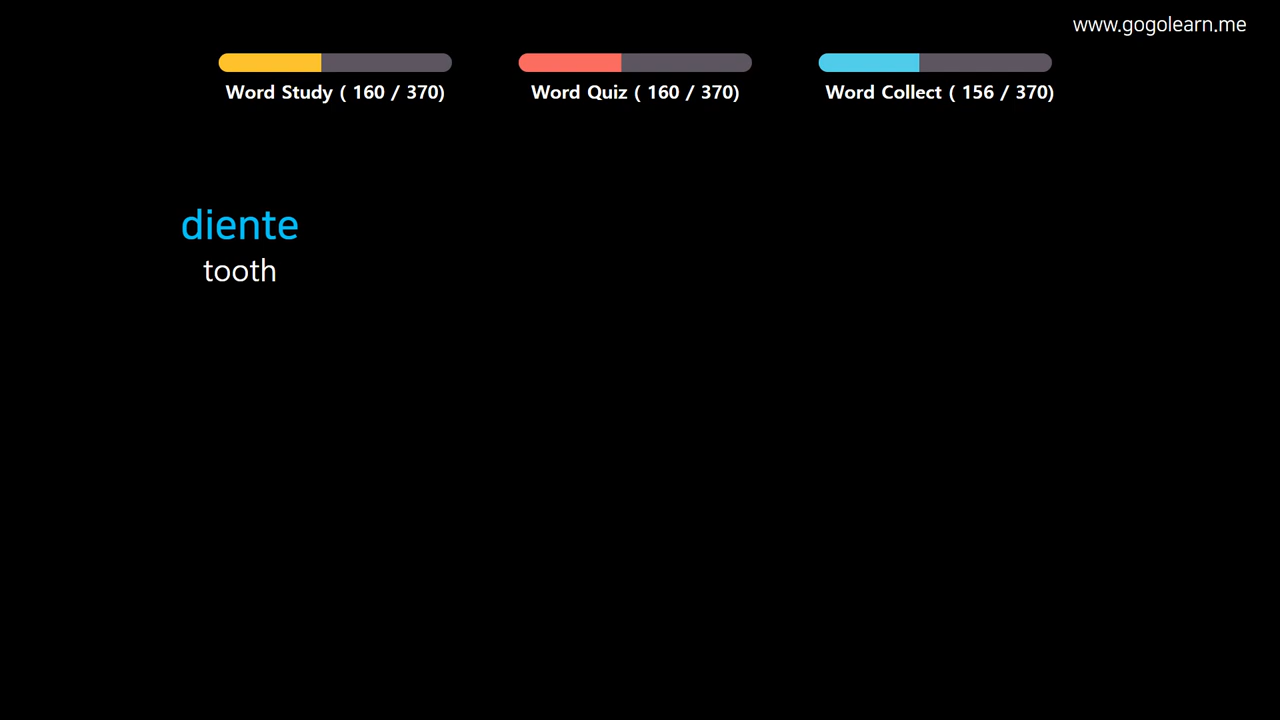 www.gogolearn.me
Word Study ( 160 / 370)
Word Quiz ( 160 / 370)
Word Collect ( 156 / 370)
diente
tooth